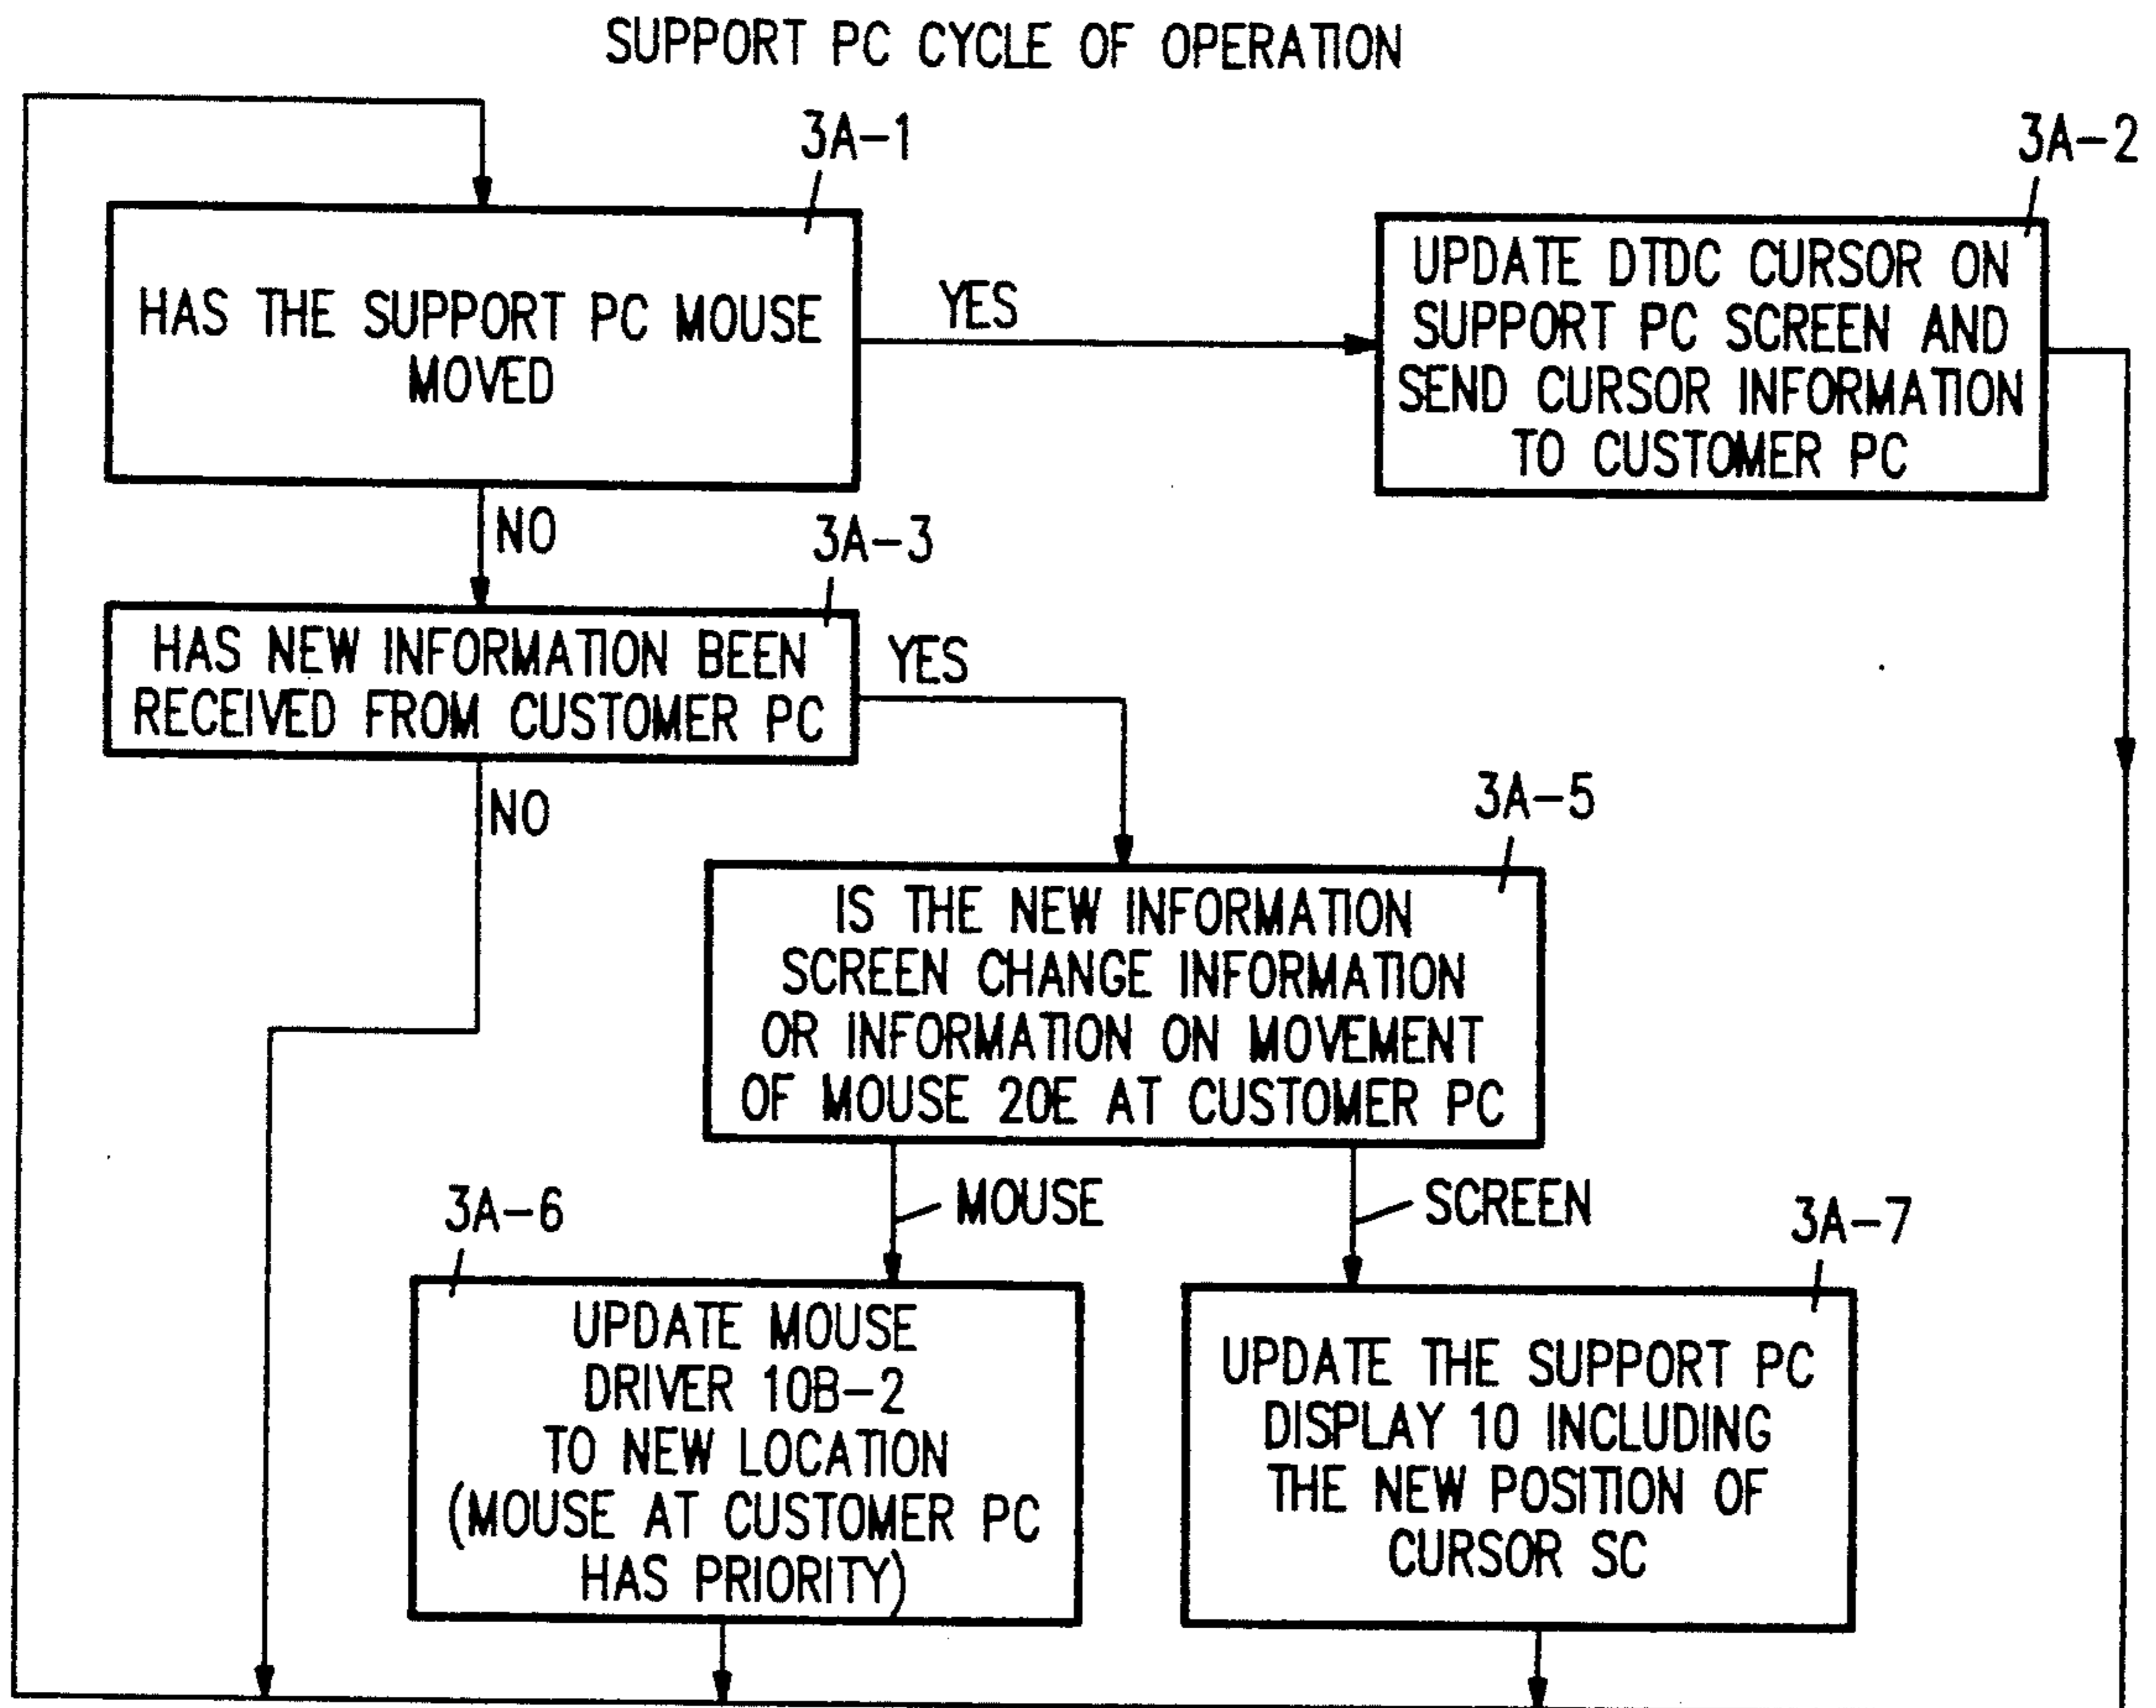 SUPPORT PC CYCLE OF OPERATION
3A-1
3A-2
HAS THE SUPPORT PC MOUSE
MOVED
YES
UPDATE DTDC CURSOR ON
SUPPORT PC SCREEN AND
SEND CURSOR INFORMATION
TO CUSTOMER PC
NO
3A-3
HAS NEW INFORMATION BEEN
RECEIVED FROM CUSTOMER PC
YES
NO
3A-5
IS THE NEW INFORMATION
SCREEN CHANGE INFORMATION
OR INFORMATION ON MOVEMENT
OF MOUSE 20E AT CUSTOMER PC
MOUSE
SCREEN
3A-6
UPDATE MOUSE
DRIVER 10B-2
TO NEW LOCATION
(MOUSE AT CUSTOMER PC
HAS PRIORITY)
3A-7
UPDATE THE SUPPORT PC
DISPLAY 10 INCLUDING
THE NEW POSITION OF
CURSOR SC